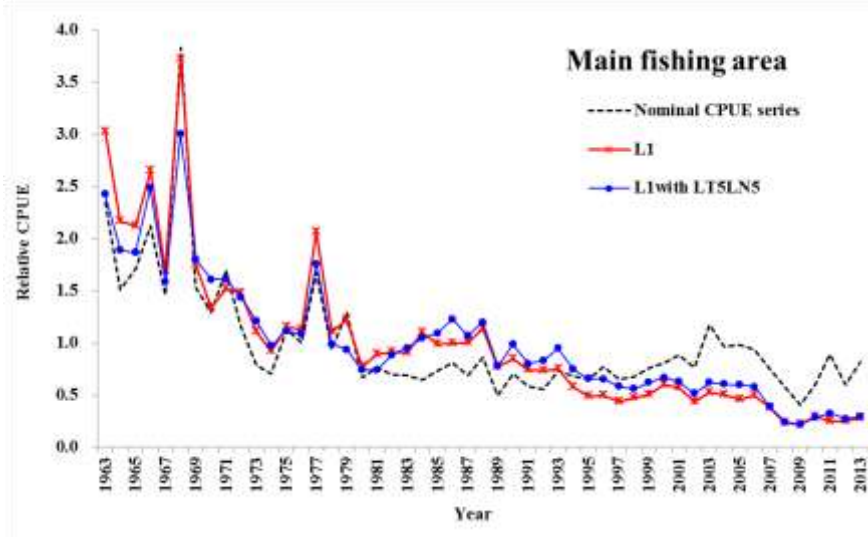 4.0
3.5
3.0
2.5
2.0
1.5
1.0
0.5
0.0
Relative CPUE
Main fishing area
Nominal CPUE series
L1
L1with LT5LN5
1963 1965 1967 1969 1971 1973 1975 1977 1979 1981 1983 1985 1987 1989 1991 1993 1995 1997 1999 2001 2003 2005 2007 2009 2011 2013
Year